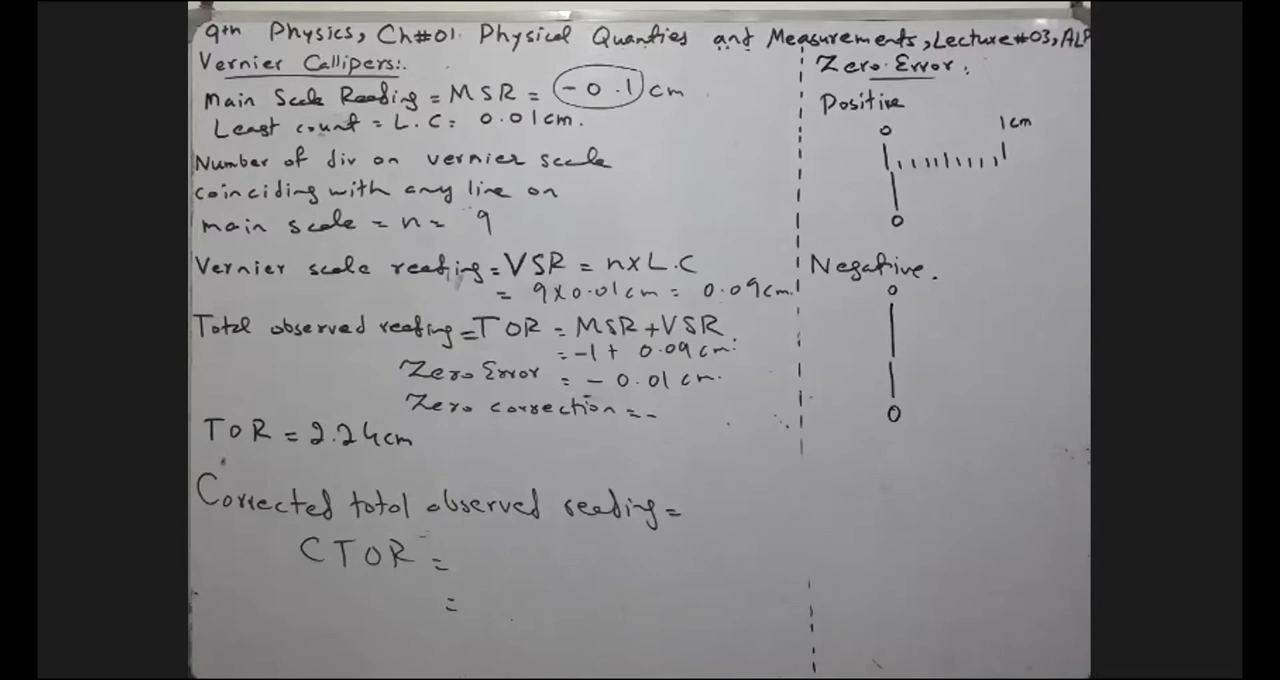 9th Physics, Ch#01. Physical Quanties and Measurements, Lecture#03, ALP
Vernier Callipers:.
Main Scale Reading = MSR = -0.1 cm
Least count = L.C = 0.01cm.
Number of div on vernier scale
coinciding with any line on
main scale = n = 9
Vernier scale reading = VSR = n×L.C
= 9×0.01cm = 0.09cm.
Total observed reading = TOR = MSR+VSR
= -1 + 0.09cm.
Zero Error = -0.01cm.
Zero correction = -
TOR = 2.24cm
Corrected total observed reading =
CTOR =
=
Zero Error:
Positive
0 1cm
0
Negative.
0
0